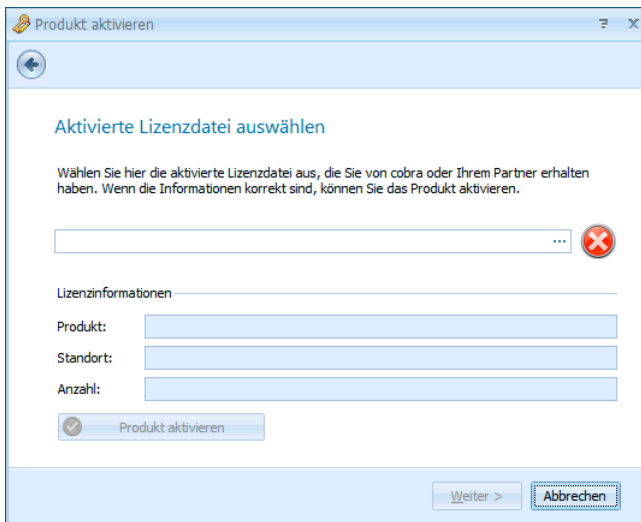 Produkt aktivieren
Aktivierte Lizenzdatei auswählen
Wählen Sie hier die aktivierte Lizenzdatei aus, die Sie von cobra oder Ihrem Partner erhalten
haben. Wenn die Informationen korrekt sind, können Sie das Produkt aktivieren.
...
Lizenzinformationen
Produkt:
Standort:
Anzahl:
Produkt aktivieren
Weiter > Abbrechen